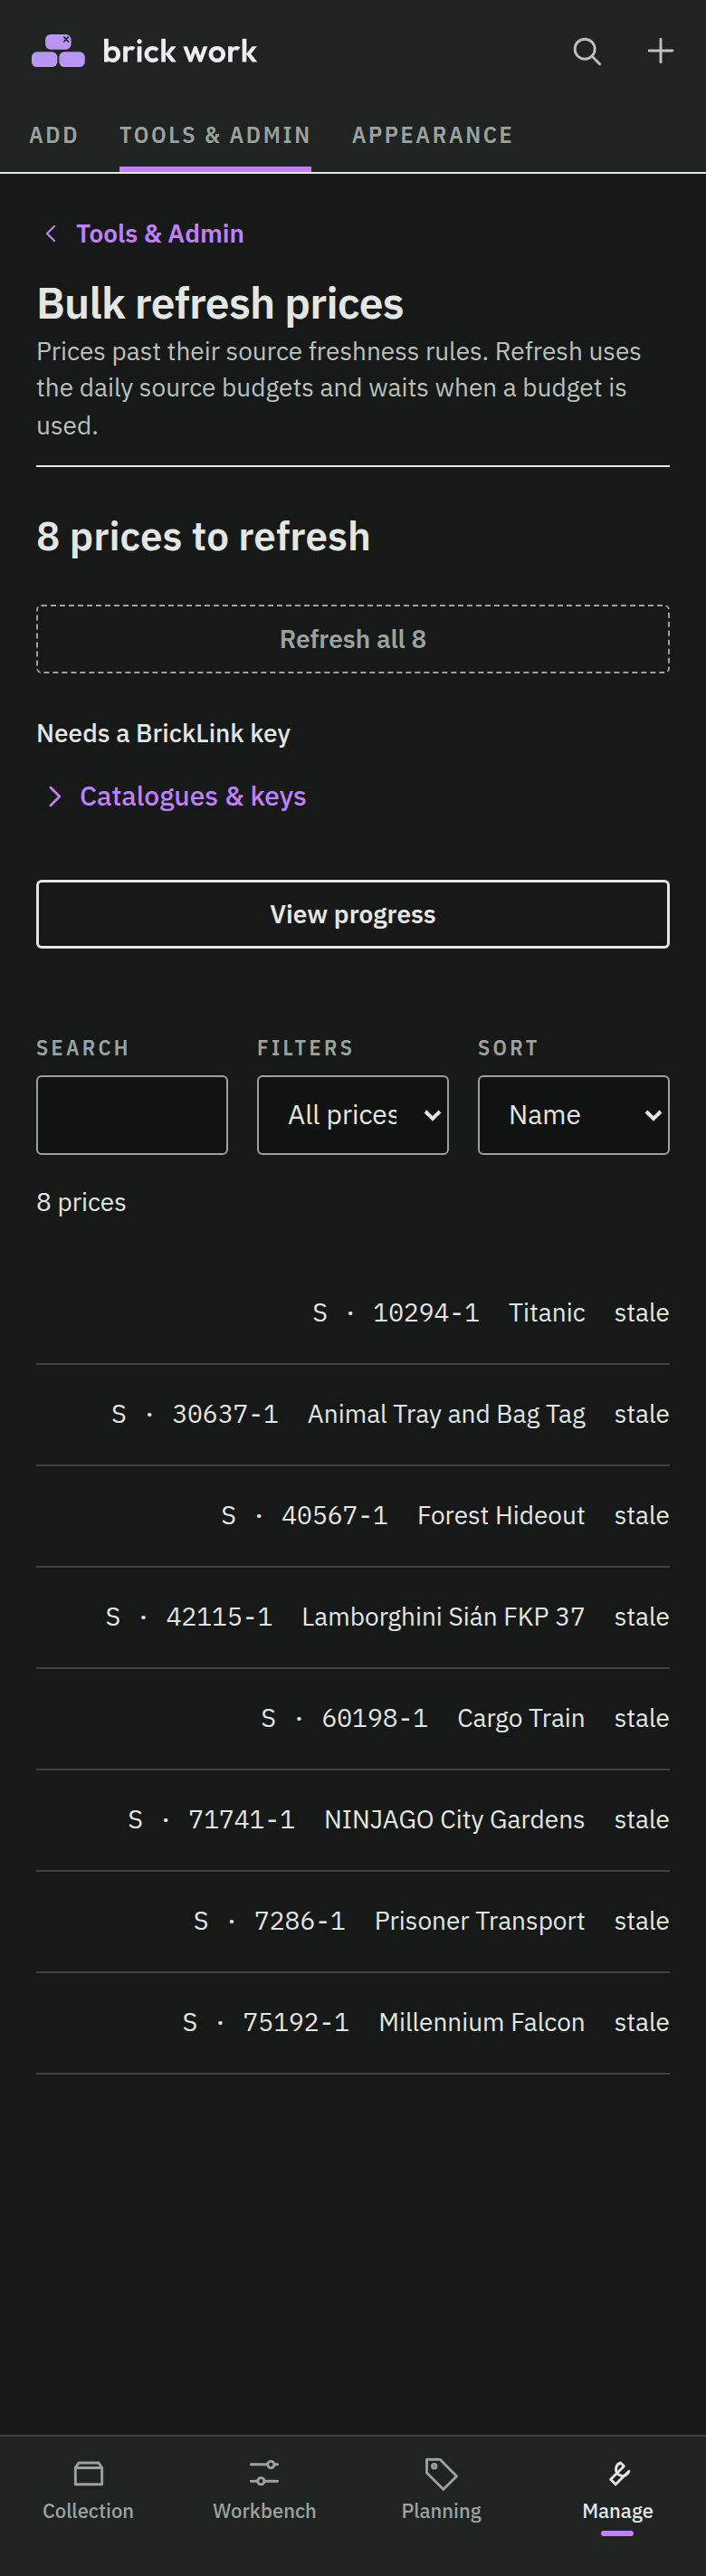 brick work
ADD TOOLS & ADMIN APPEARANCE
Tools & Admin
Bulk refresh prices
Prices past their source freshness rules. Refresh uses
the daily source budgets and waits when a budget is
used.
8 prices to refresh
Refresh all 8
Needs a BrickLink key
Catalogues & keys
View progress
SEARCH FILTERS SORT
All prices Name
8 prices
S · 10294-1 Titanic stale
S · 30637-1 Animal Tray and Bag Tag stale
S · 40567-1 Forest Hideout stale
S · 42115-1 Lamborghini Sián FKP 37 stale
S · 60198-1 Cargo Train stale
S · 71741-1 NINJAGO City Gardens stale
S · 7286-1 Prisoner Transport stale
S · 75192-1 Millennium Falcon stale
Collection Workbench Planning Manage